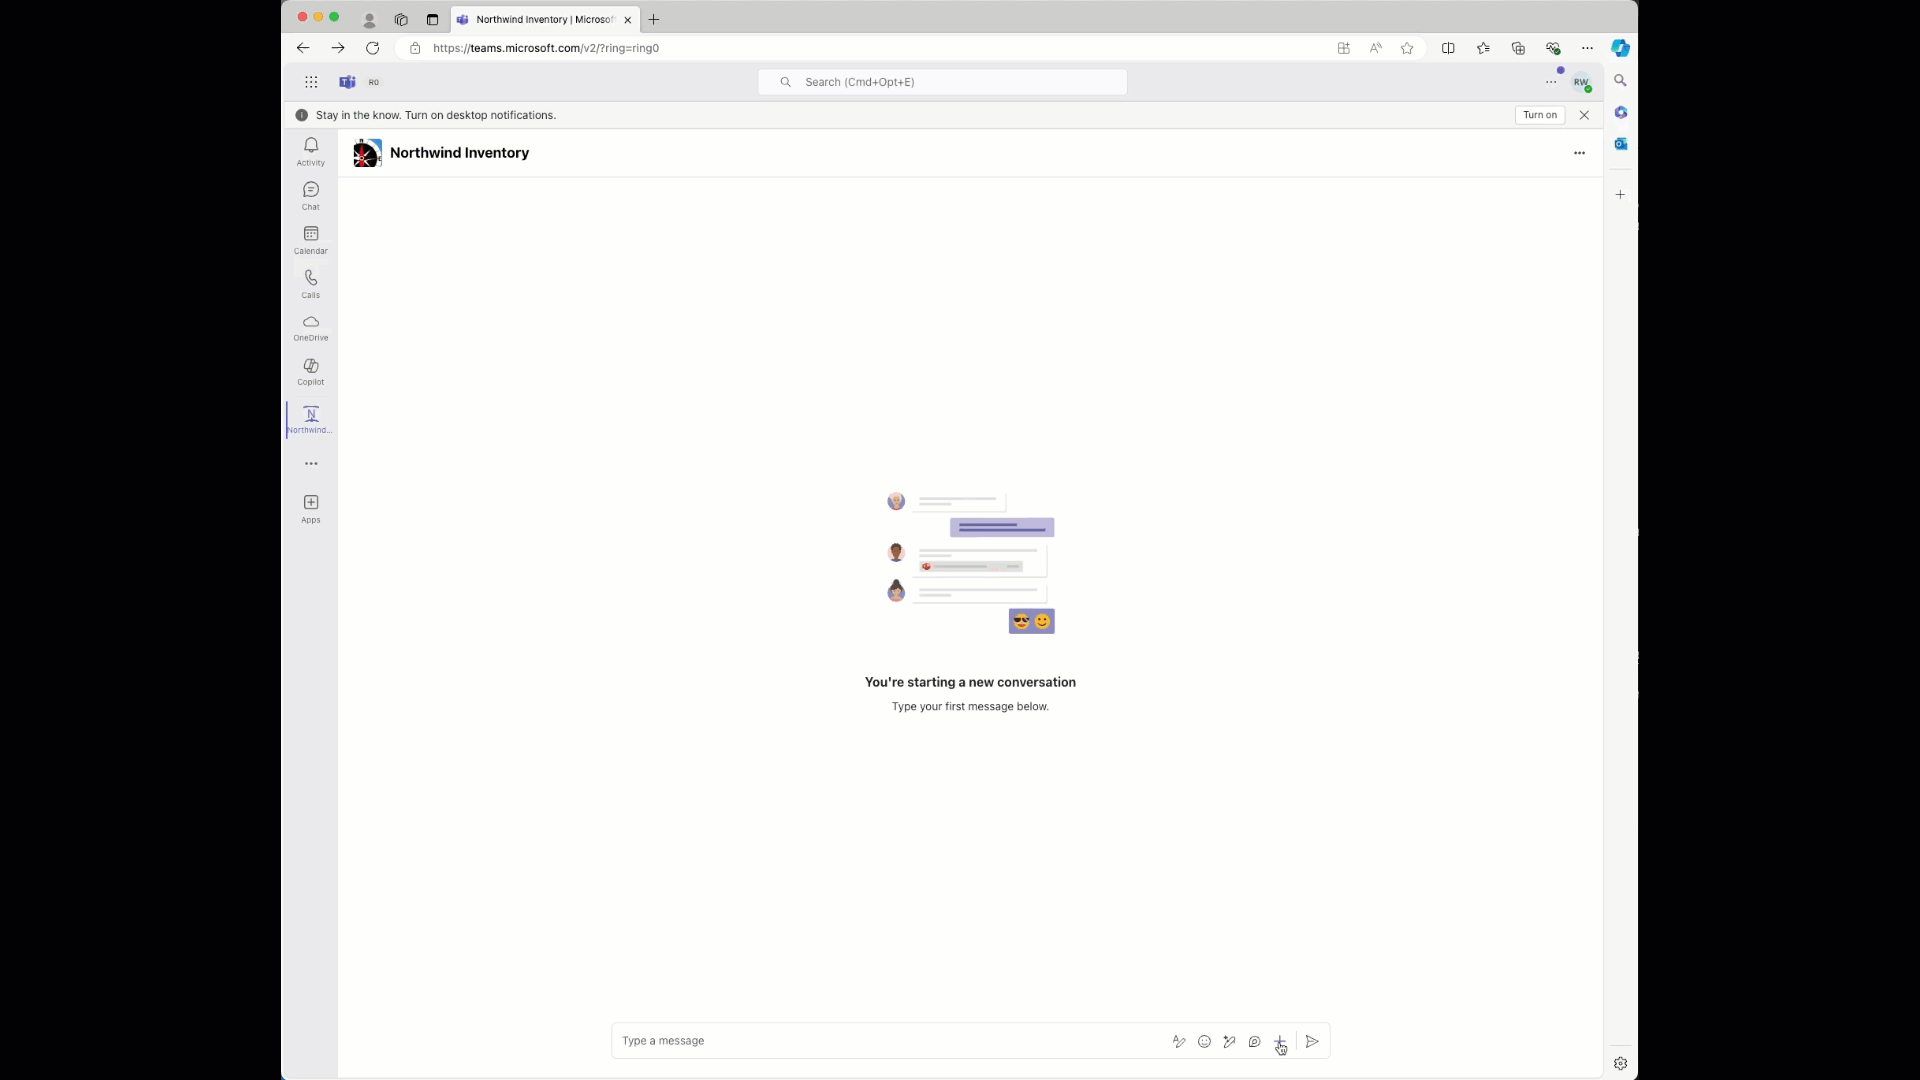 Northwind Inventory | Microsof
https://teams.microsoft.com/v2/?ring=ring0
R0
Search (Cmd+Opt+E)
RW
Stay in the know. Turn on desktop notifications.
Turn on
Activity
Northwind Inventory
Chat
Calendar
Calls
OneDrive
Copilot
N
Northwind...
Apps
You're starting a new conversation
Type your first message below.
Type a message